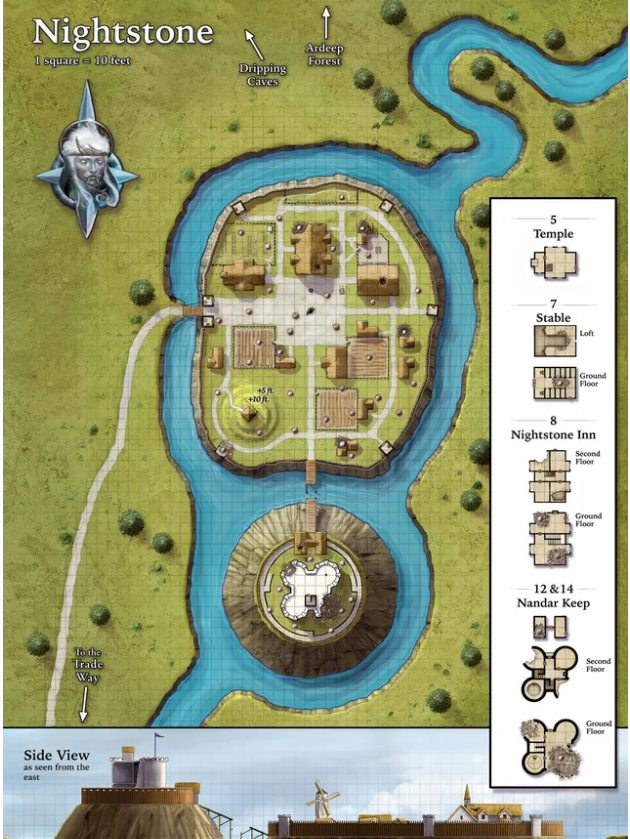 Nightstone
1 square = 10 feet
Dripping
Caves
Ardeep
Forest
+5 ft.
+10 ft.
To the
Trade
Way
5
Temple
7
Stable
Loft
Ground
Floor
8
Nightstone Inn
Second
Floor
Ground
Floor
12 &14
Nandar Keep
Second
Floor
Ground
Floor
Side View
as seen from the
east